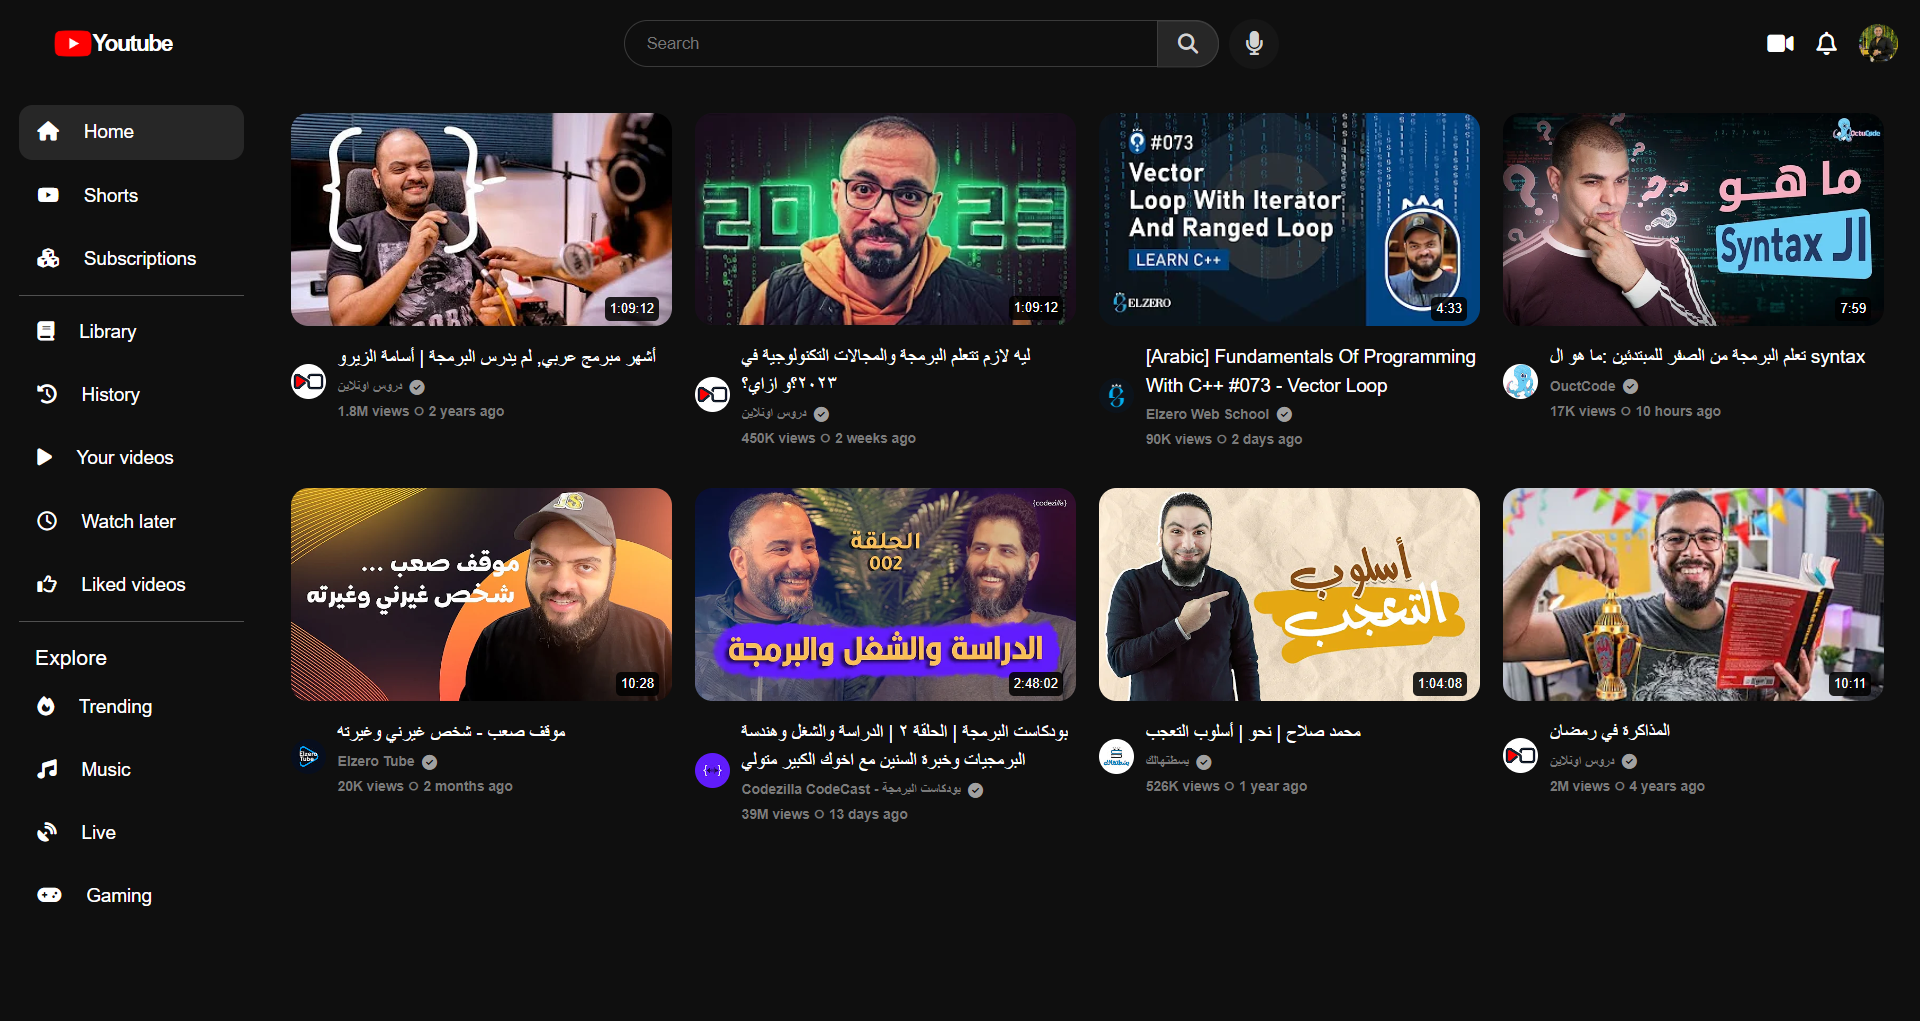 Youtube
Search
Home
Shorts
Subscriptions
Library
History
Your videos
Watch later
Liked videos
Explore
Trending
Music
Live
Gaming
1:09:12
أشهر مبرمج عربي, لم يدرس البرمجة | أسامة الزيرو
دروس اونلاين
1.8M views O 2 years ago
2023
1:09:12
ليه لازم تتعلم البرمجة والمجالات التكنولوجية في
٢٠٢٣؟و ازاي؟
دروس اونلاين
450K views O 2 weeks ago
#073
Vector
Loop With Iterator
And Ranged Loop
LEARN C++
ELZERO
4:33
[Arabic] Fundamentals Of Programming
With C++ #073 - Vector Loop
Elzero Web School
90K views O 2 days ago
OctuCode
ما هو
ال Syntax
7:59
تعلم البرمجة من الصفر للمبتدئين :ما هو ال syntax
OuctCode
17K views O 10 hours ago
موقف صعب ...
شخص غيرني وغيرته
10:28
موقف صعب - شخص غيرني وغيرته
Elzero Tube
20K views O 2 months ago
{codezilla}
الحلقة
002
الدراسة والشغل والبرمجة
2:48:02
بودكاست البرمجة | الحلقة ٢ | الدراسة والشغل وهندسة
البرمجيات وخبرة السنين مع اخوك الكبير متولي
Codezilla CodeCast - بودكاست البرمجة
39M views O 13 days ago
أسلوب
التعجب
1:04:08
محمد صلاح | نحو | أسلوب التعجب
بسطتهالك
526K views O 1 year ago
10:11
المذاكرة في رمضان
دروس اونلاين
2M views O 4 years ago